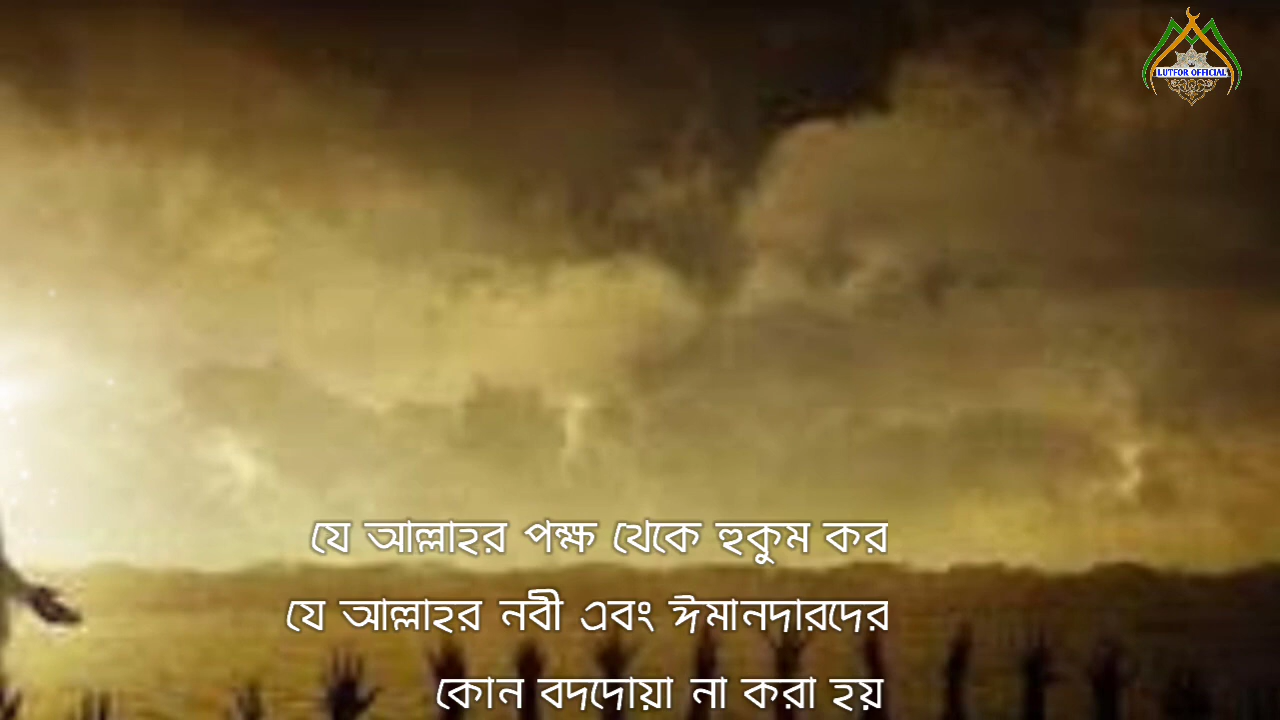 LUTFOR OFFICIAL
যে আল্লাহর পক্ষ থেকে হুকুম কর
যে আল্লাহর নবী এবং ঈমানদারদের
কোন বদদোয়া না করা হয়